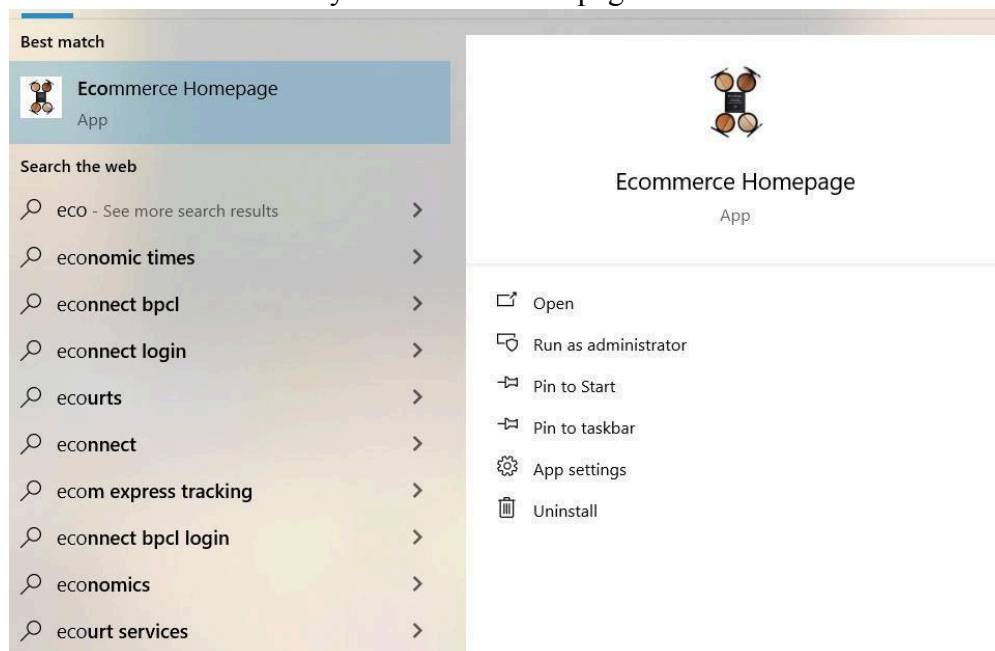 Best match
Ecommerce Homepage
App
Search the web
eco - See more search results
economic times
econnect bpcl
econnect login
ecourts
econnect
ecom express tracking
econnect bpcl login
economics
ecourt services
Ecommerce Homepage
App
Open
Run as administrator
Pin to Start
Pin to taskbar
App settings
Uninstall